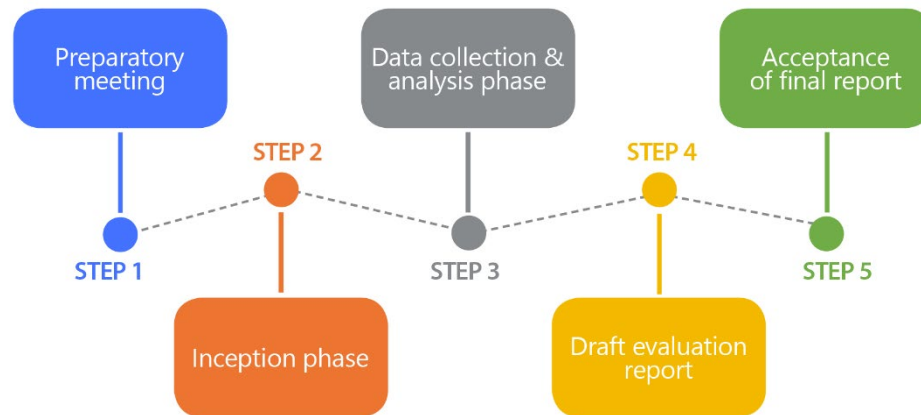 Preparatory
meeting
Data collection &
analysis phase
Acceptance
of final report
STEP 2
STEP 4
STEP 1
STEP 3
STEP 5
Inception phase
Draft evaluation
report